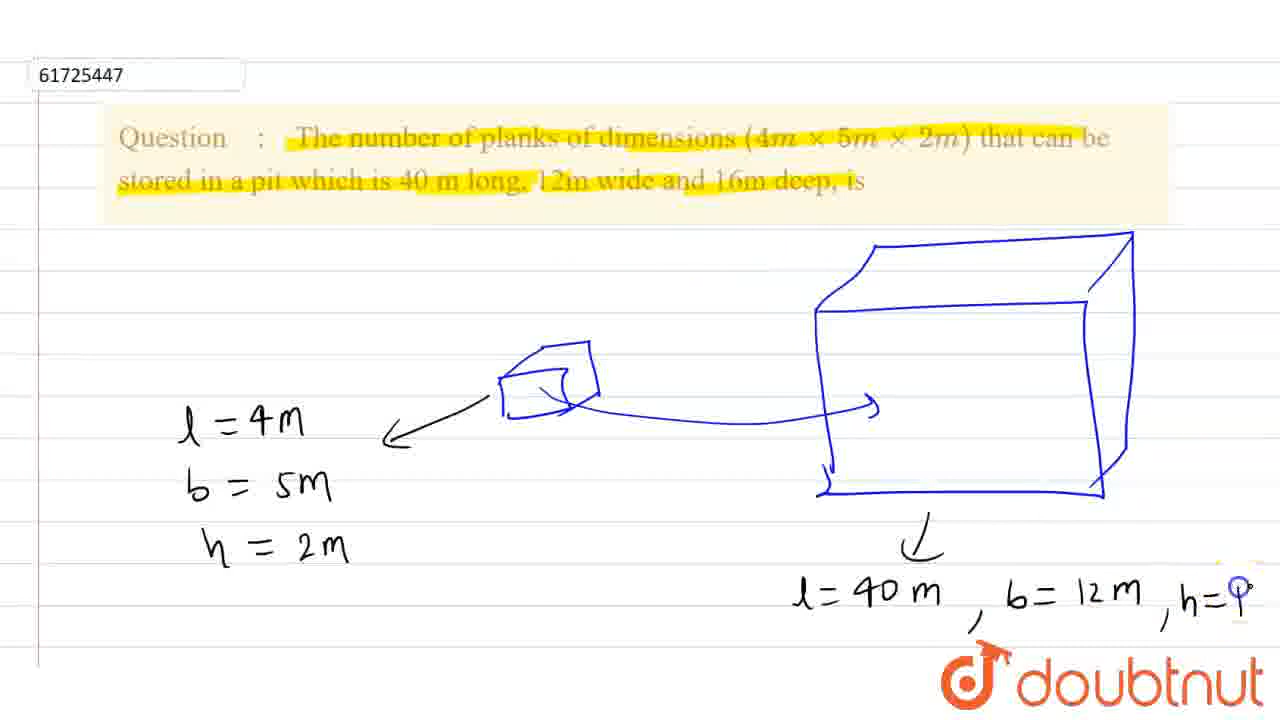 61725447
Question : The number of planks of dimensions (4m × 5m × 2m) that can be
stored in a pit which is 40 m long, 12m wide and 16m deep, is
l = 4m
b = 5m
h = 2m
l = 40 m , b = 12 m , h = 1
doubtnut